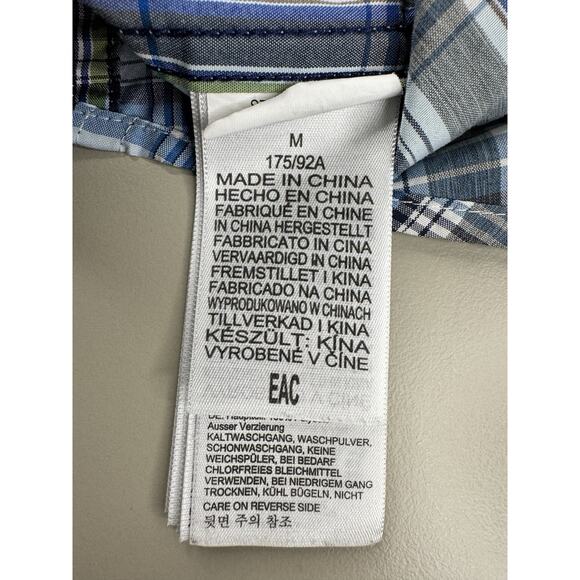 M
175/92A
MADE IN CHINA
HECHO EN CHINA
FABRIQUÉ EN CHINE
IN CHINA HERGESTELLT
FABBRICATO IN CINA
VERVAARDIGD IN CHINA
FREMSTILLET I KINA
FABRICADO NA CHINA
WYPRODUKOWANO W CHINACH
TILLVERKAD I KINA
KÉSZÜLT: KÍNA
VYROBENÉ V ČÍNE
EAC
Ausser Verzierung
KALTWASCHGANG, WASCHPULVER,
SCHONWASCHGANG, KEINE
WEICHSPÜLER, BEI BEDARF
CHLORFREIES BLEICHMITTEL
VERWENDEN, BEI NIEDRIGEM GANG
TROCKNEN, KÜHL BÜGELN, NICHT
CARE ON REVERSE SIDE
뒷면 주의 참조